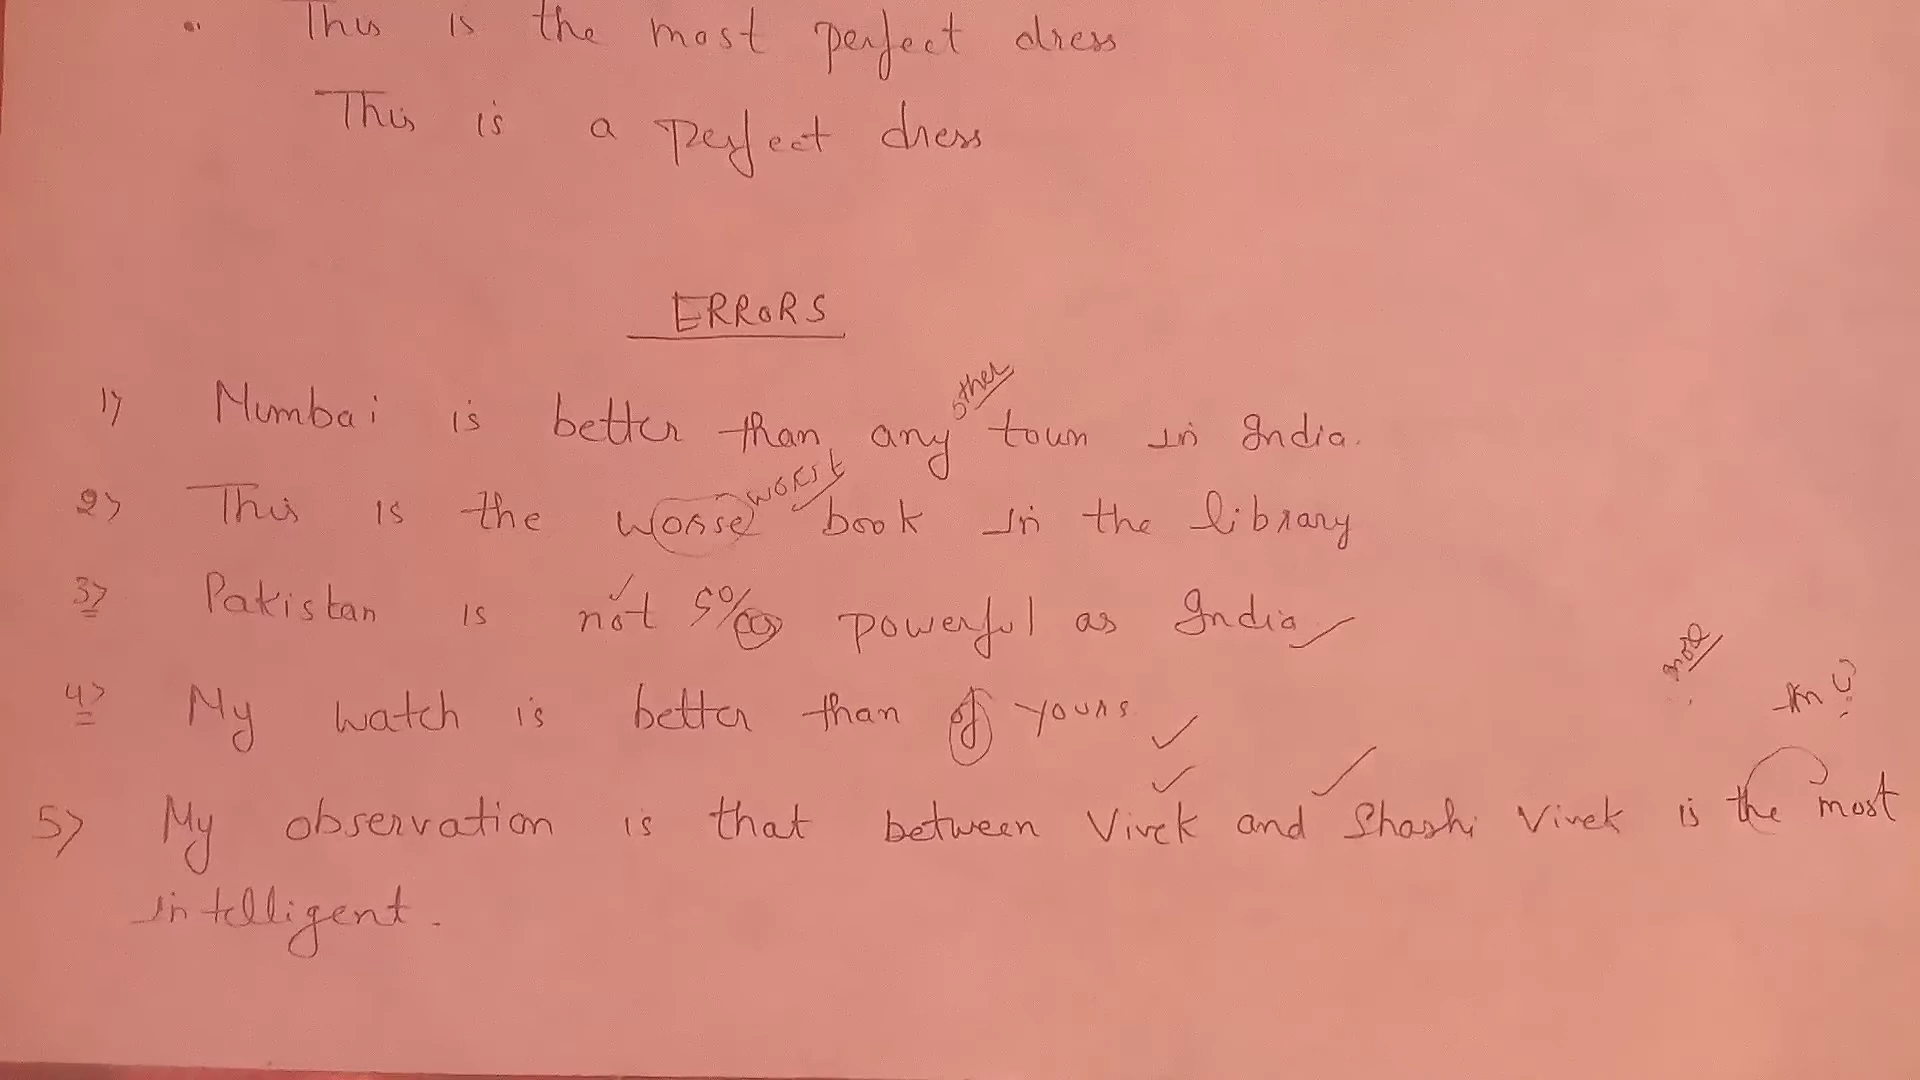 This is the most perfect dress
This is a perfect dress
ERRORS
other
1) Mumbai is better than any town in India.
worst
2) This is the worse book in the library
3) Pakistan is not so/as powerful as India
4) My watch is better than of yours
5) My observation is that between Vivek and Shashi Vivek is the most
intelligent.